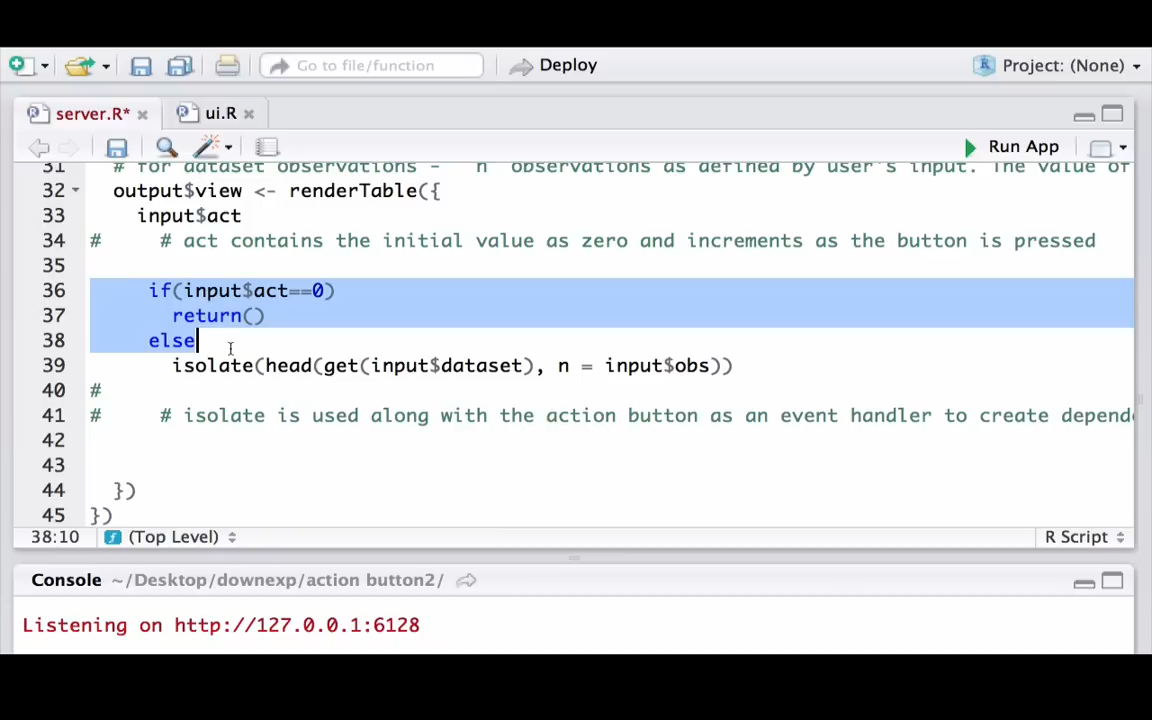 Go to file/function
Deploy
Project: (None)
server.R*
ui.R
Run App
31 # for dataset observations - 'n' observations as defined by user's input. The value of
32 output$view <- renderTable({
33 input$act
34 # # act contains the initial value as zero and increments as the button is pressed
35
36 if(input$act==0)
37 return()
38 else
39 isolate(head(get(input$dataset), n = input$obs))
40 #
41 # # isolate is used along with the action button as an event handler to create depend
42
43
44 })
45 })
38:10 (Top Level) R Script
Console ~/Desktop/downexp/action button2/
Listening on http://127.0.0.1:6128